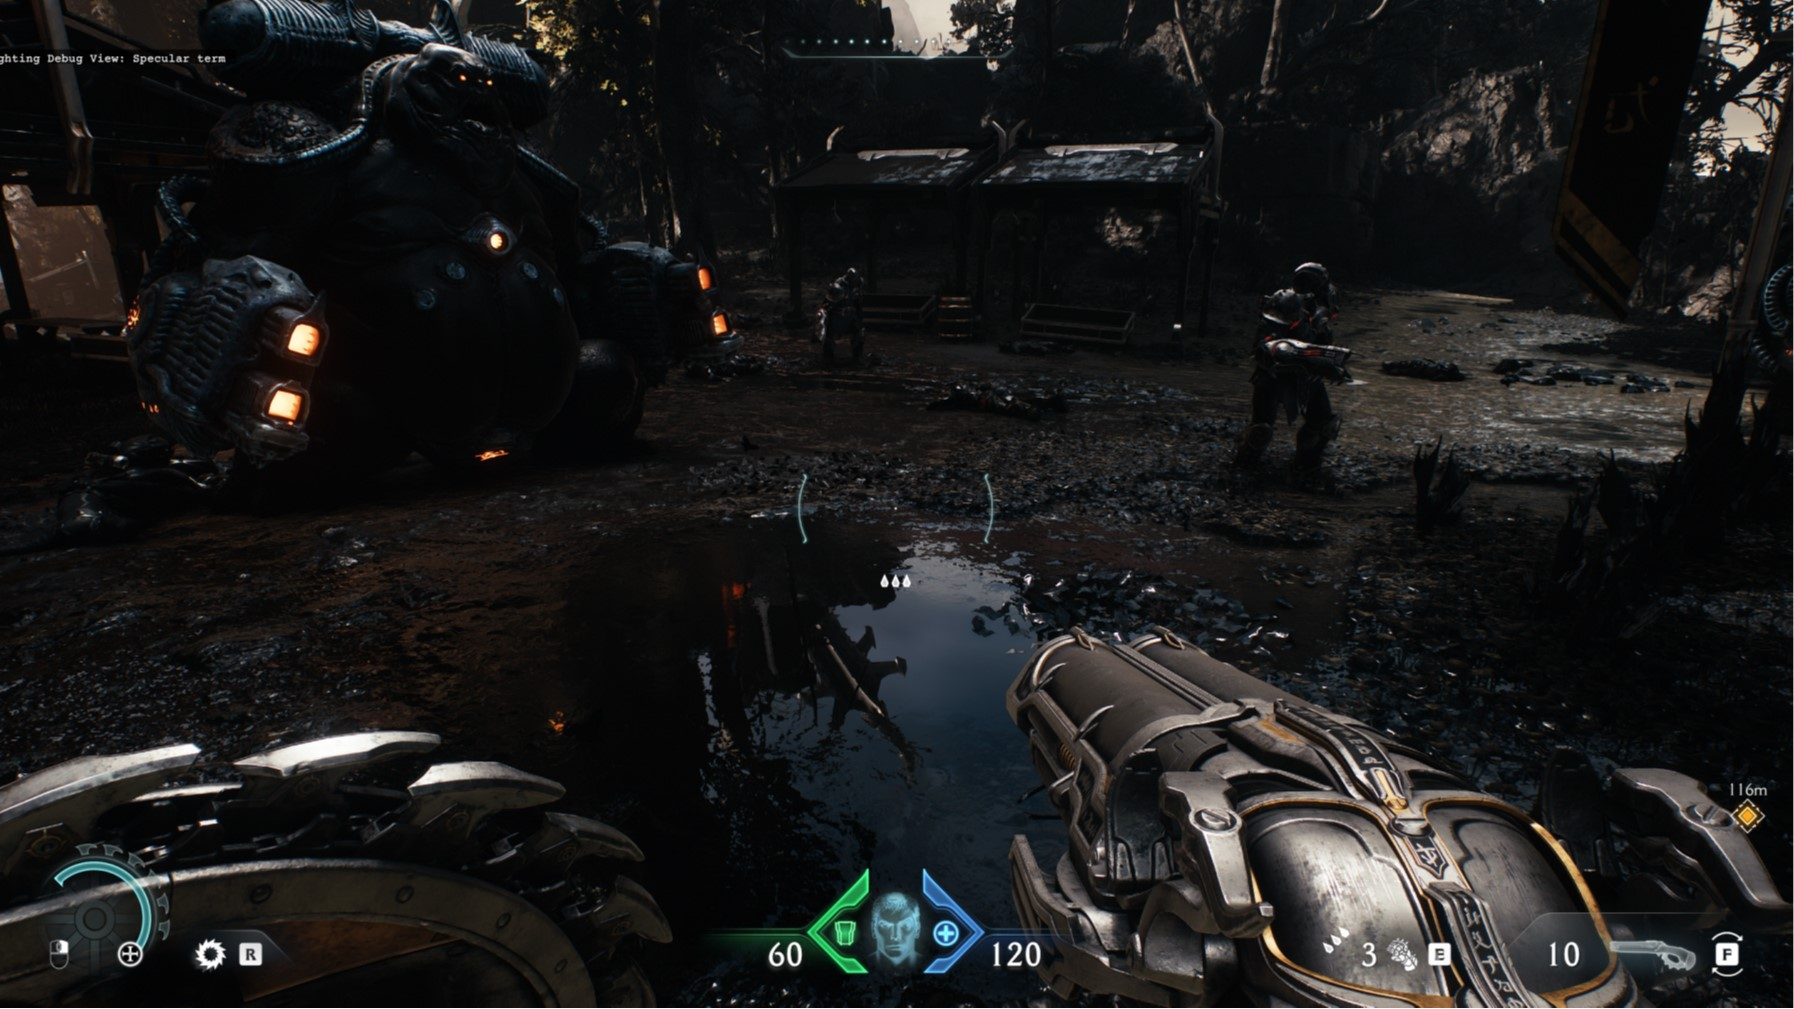 ghting Debug View: Specular term
116m
60
120
3
E
10
F
R